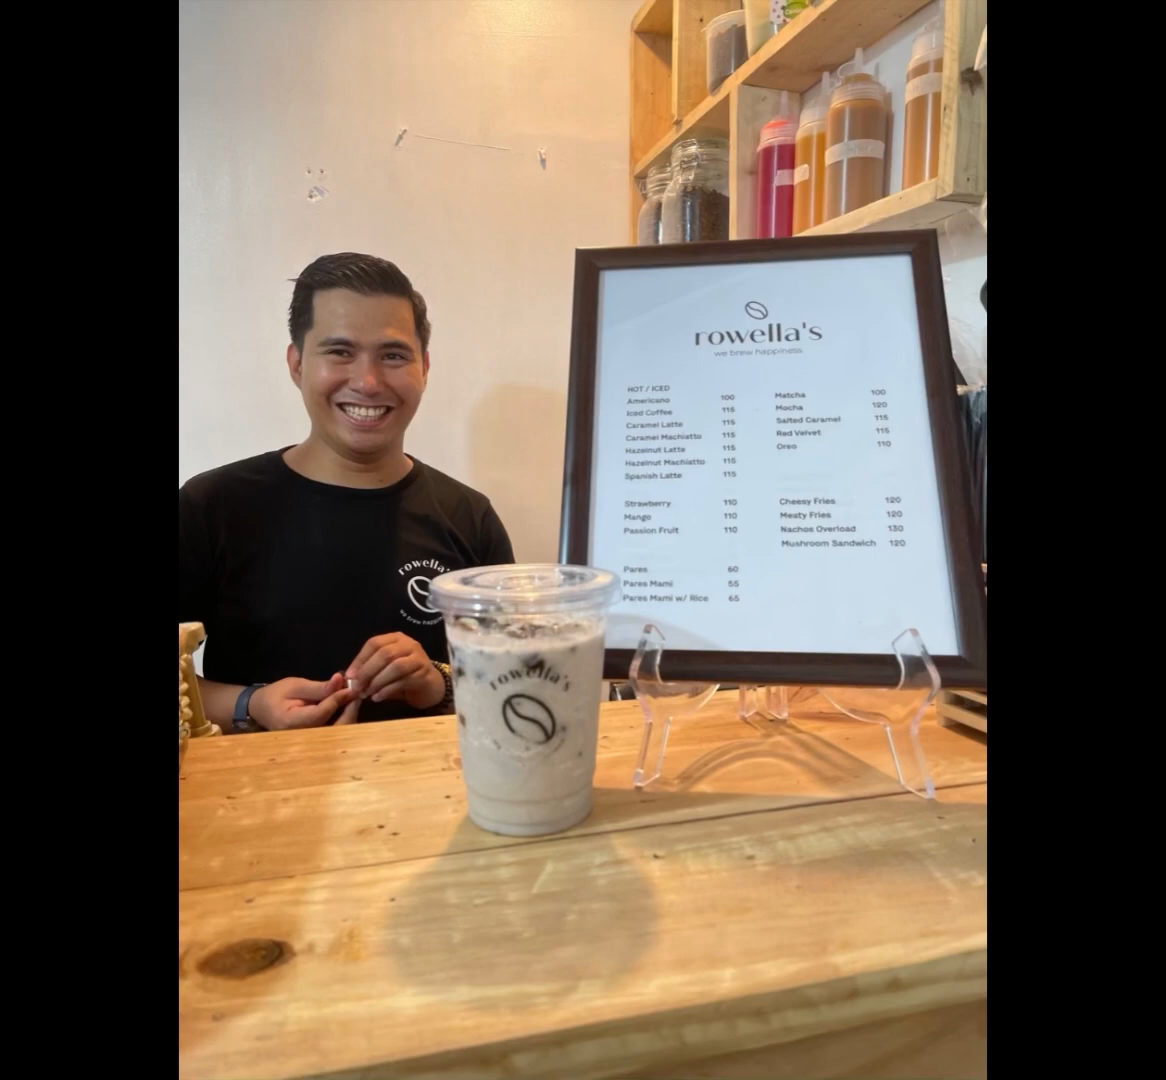 rowella's
we brew happiness
HOT / ICED
Americano 100
Iced Coffee 115
Caramel Latte 115
Caramel Machiatto 115
Hazelnut Latte 115
Hazelnut Machiatto 115
Spanish Latte 115
Matcha 100
Mocha 120
Salted Caramel 115
Red Velvet 115
Oreo 110
Strawberry 110
Mango 110
Passion Fruit 110
Cheesy Fries 120
Meaty Fries 120
Nachos Overload 130
Mushroom Sandwich 120
Pares 60
Pares Mami 55
Pares Mami w/ Rice 65
rowella's
we brew
rowella's